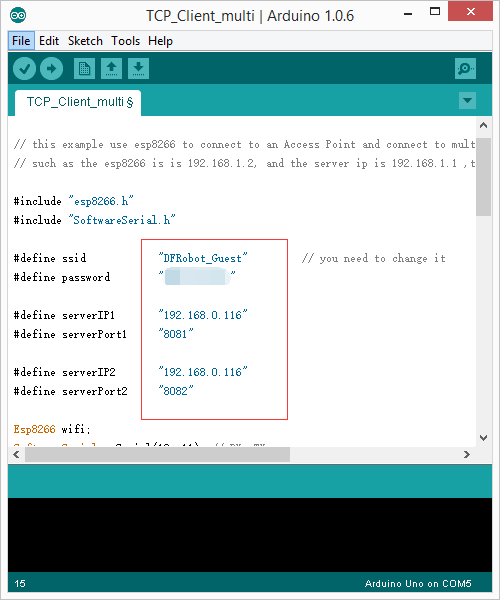 TCP_Client_multi | Arduino 1.0.6
File Edit Sketch Tools Help
TCP_Client_multi §
// this example use esp8266 to connect to an Access Point and connect to mult
// such as the esp8266 is is 192.168.1.2, and the server ip is 192.168.1.1 ,t
#include "esp8266.h"
#include "SoftwareSerial.h"
#define ssid "DFRobot_Guest" // you need to change it
#define password " "
#define serverIP1 "192.168.0.116"
#define serverPort1 "8081"
#define serverIP2 "192.168.0.116"
#define serverPort2 "8082"
Esp8266 wifi;
15 Arduino Uno on COM5